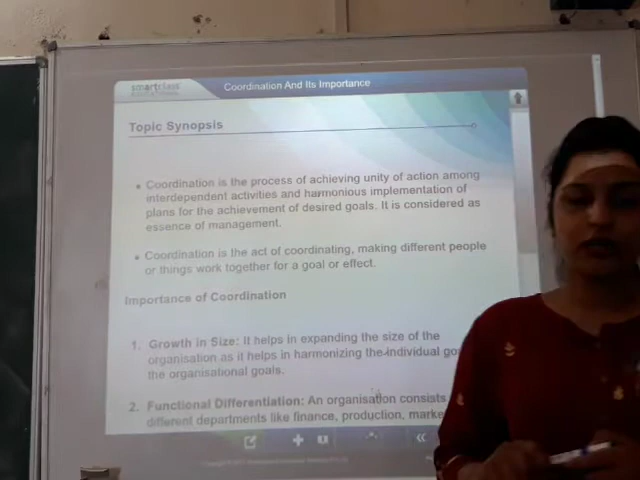 smartclass
Coordination And Its Importance
Topic Synopsis
• Coordination is the process of achieving unity of action among
interdependent activities and harmonious implementation of
plans for the achievement of desired goals. It is considered as
essence of management.
• Coordination is the act of coordinating, making different people
or things work together for a goal or effect.
Importance of Coordination
1. Growth in Size: It helps in expanding the size of the
organisation as it helps in harmonizing the individual go
the organisational goals.
2. Functional Differentiation: An organisation consists
different departments like finance, production, marke